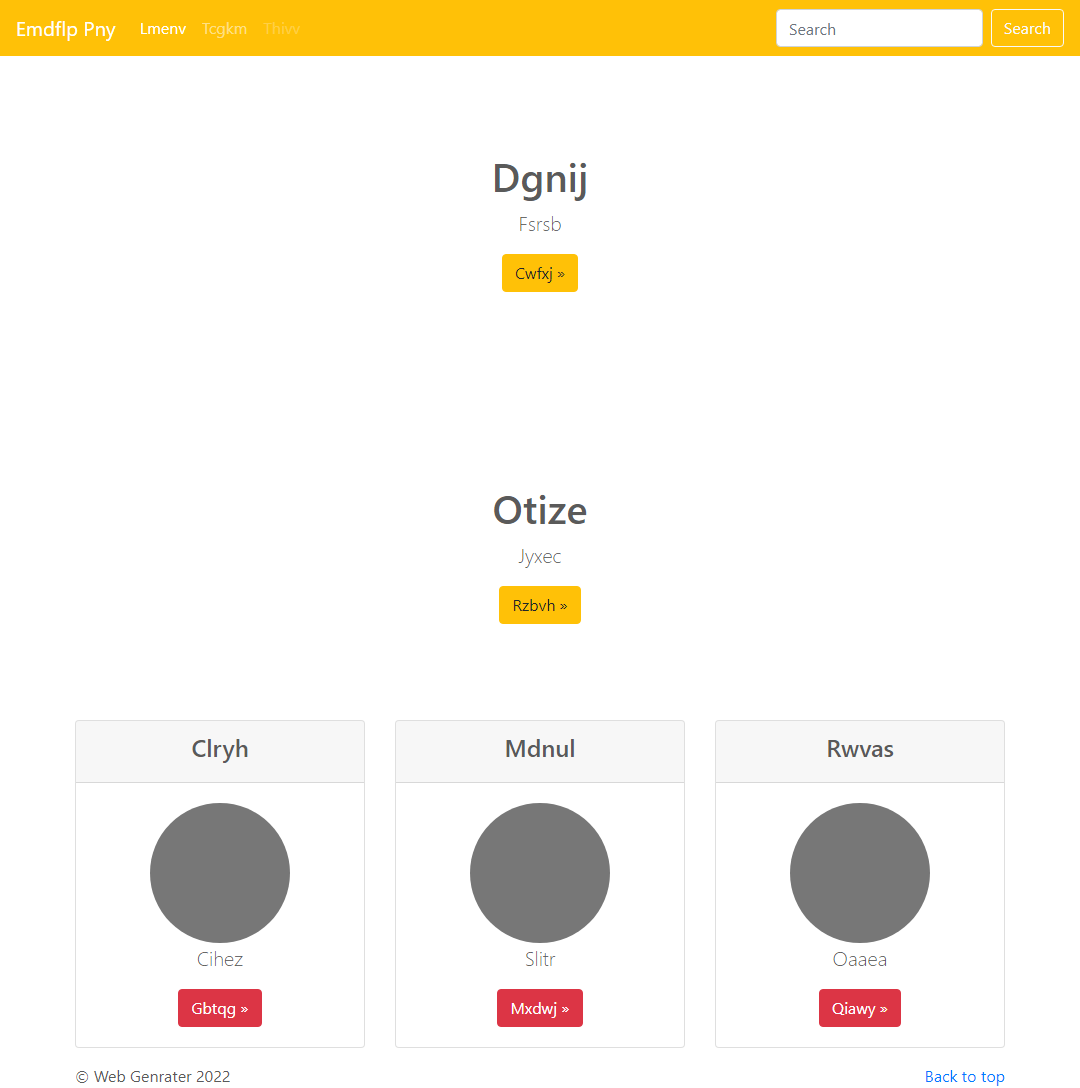 Emdflp Pny Lmenv Tcgkm Thivv Search Search
Dgnij
Fsrsb
Cwfxj »
Otize
Jyxec
Rzbvh »
Clryh Mdnul Rwvas
Cihez Slitr Oaaea
Gbtqg » Mxdwj » Qiawy »
© Web Genrater 2022 Back to top